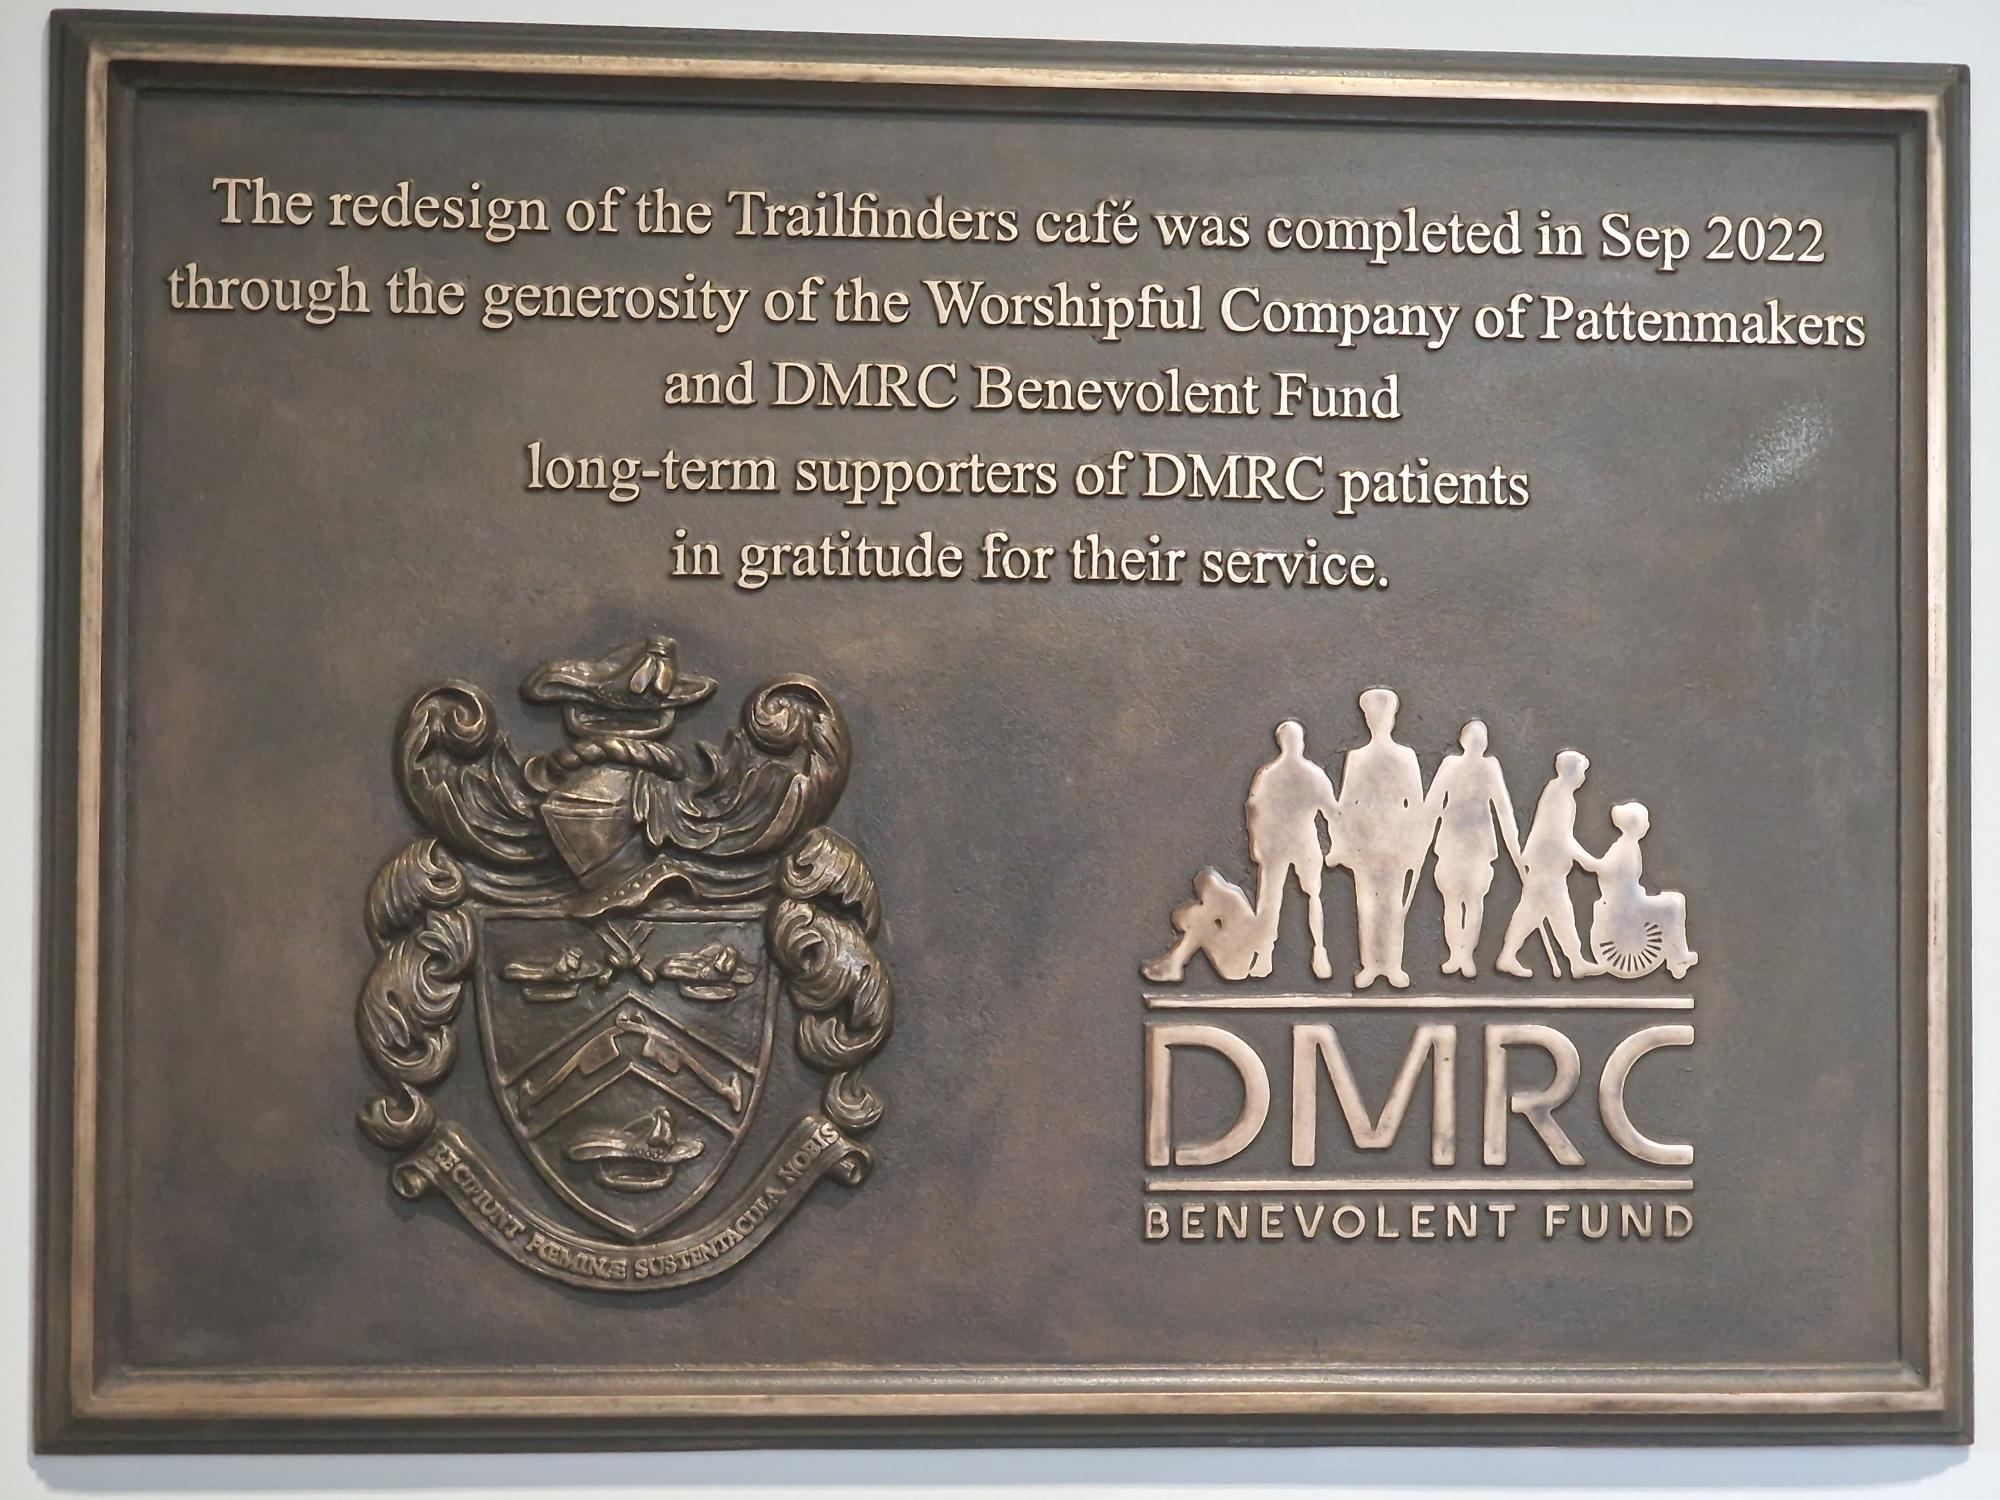 The redesign of the Trailfinders café was completed in Sep 2022
through the generosity of the Worshipful Company of Pattenmakers
and DMRC Benevolent Fund
long-term supporters of DMRC patients
in gratitude for their service.
RECIPIUNT FŒMINÆ SUSTENTACULA NOBIS
DMRC
BENEVOLENT FUND